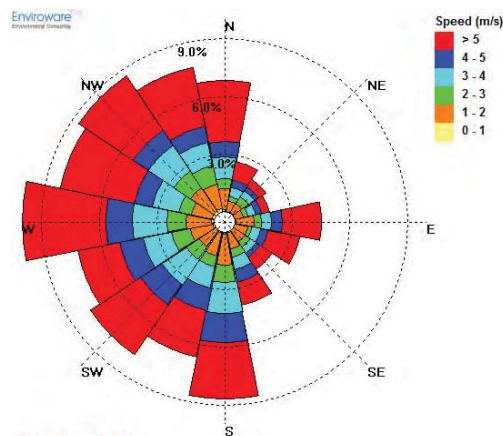 Enviroware
Environmental Consulting
Speed (m/s)
> 5
4 - 5
3 - 4
2 - 3
1 - 2
0 - 1
N
9.0%
NW
NE
6.0%
3.0%
W
E
SW
SE
S